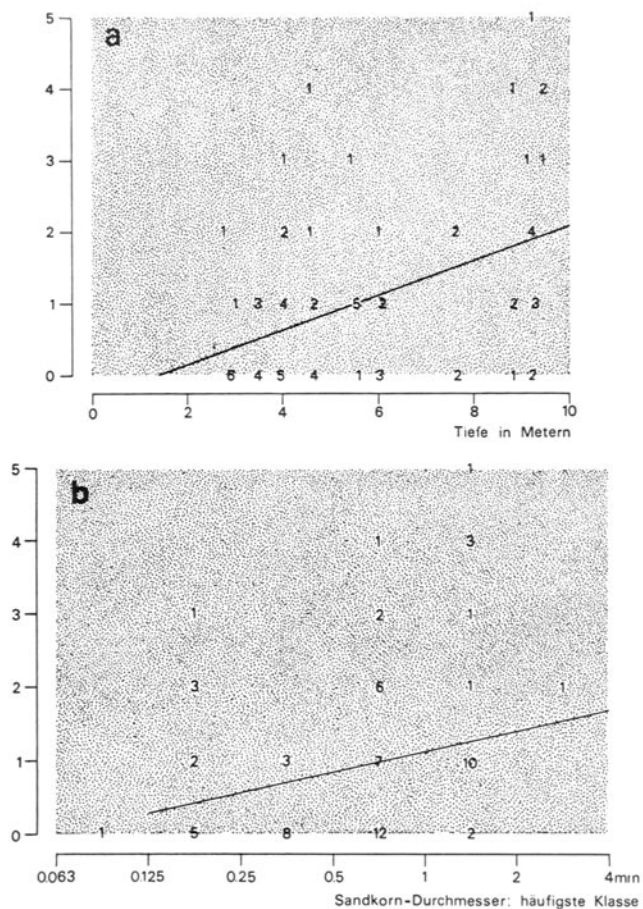 5 1
a
4 1 1 2
3 1 1 1 1
2 1 2 1 1 2 4
1 1 3 4 2 5 2 2 3
0 6 4 5 4 1 3 2 1 2
0 2 4 6 8 10
Tiefe in Metern
5 1
b
4 1 3
3 1 2 1
2 3 6 1 1
1 2 3 7 10
0 1 5 8 12 2
0.063 0.125 0.25 0.5 1 2 4mm
Sandkorn-Durchmesser: häufigste Klasse